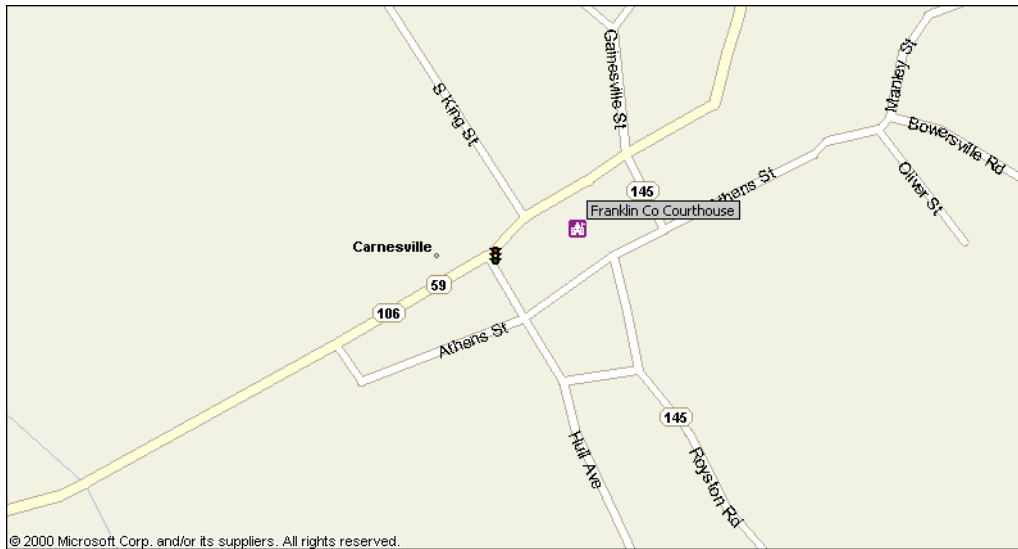 Gainesville St
S King St
Manley St
Bowersville Rd
145
Athens St
Oliver St
Franklin Co Courthouse
Carnesville
59
106
Athens St
145
Hull Ave
Royston Rd
© 2000 Microsoft Corp. and/or its suppliers. All rights reserved.